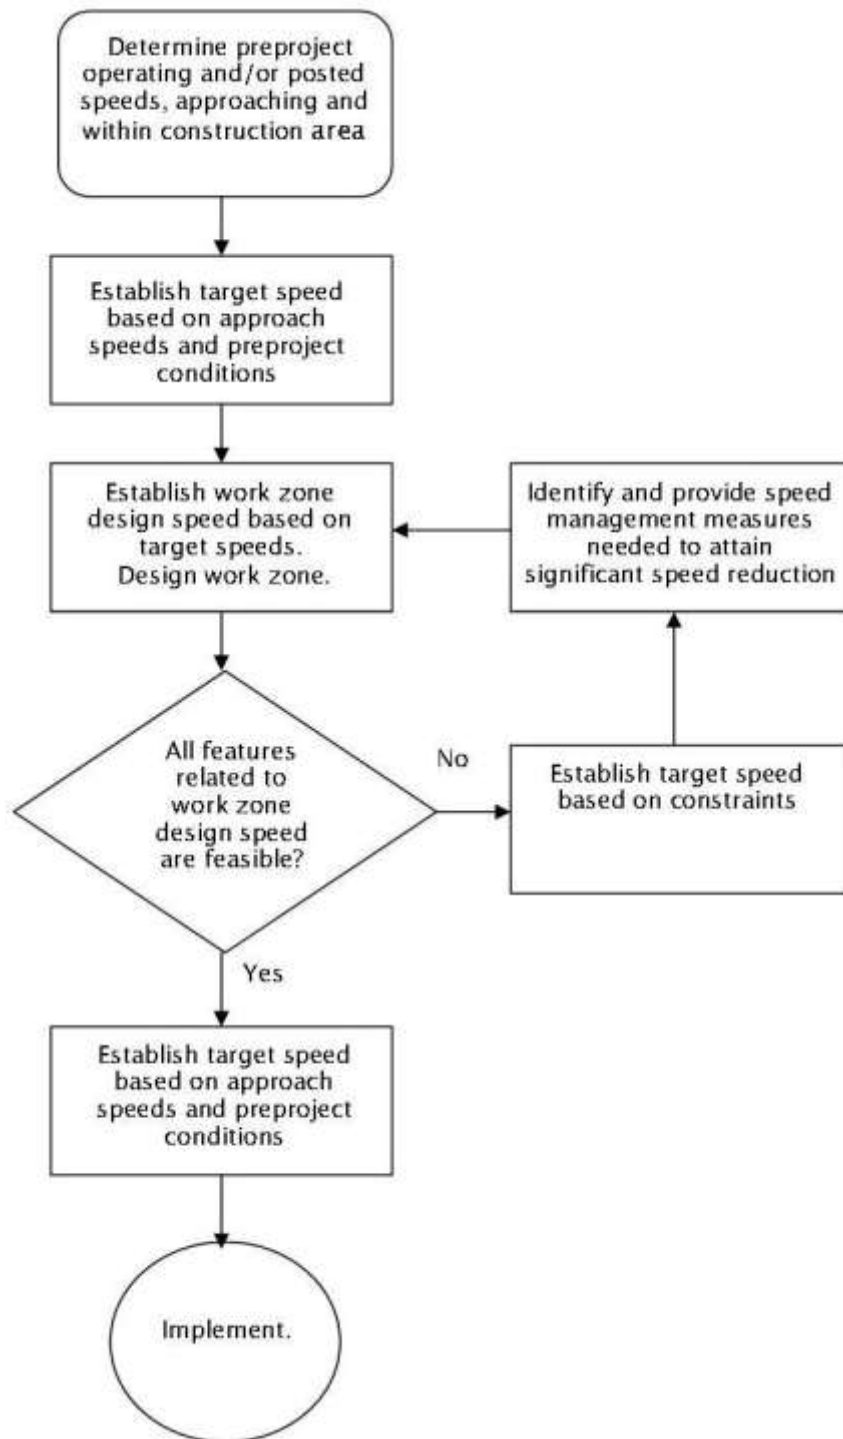 Determine preproject
operating and/or posted
speeds, approaching and
within construction area
Establish target speed
based on approach
speeds and preproject
conditions
Establish work zone
design speed based on
target speeds.
Design work zone.
Identify and provide speed
management measures
needed to attain
significant speed reduction
All features
related to
work zone
design speed
are feasible?
No
Establish target speed
based on constraints
Yes
Establish target speed
based on approach
speeds and preproject
conditions
Implement.